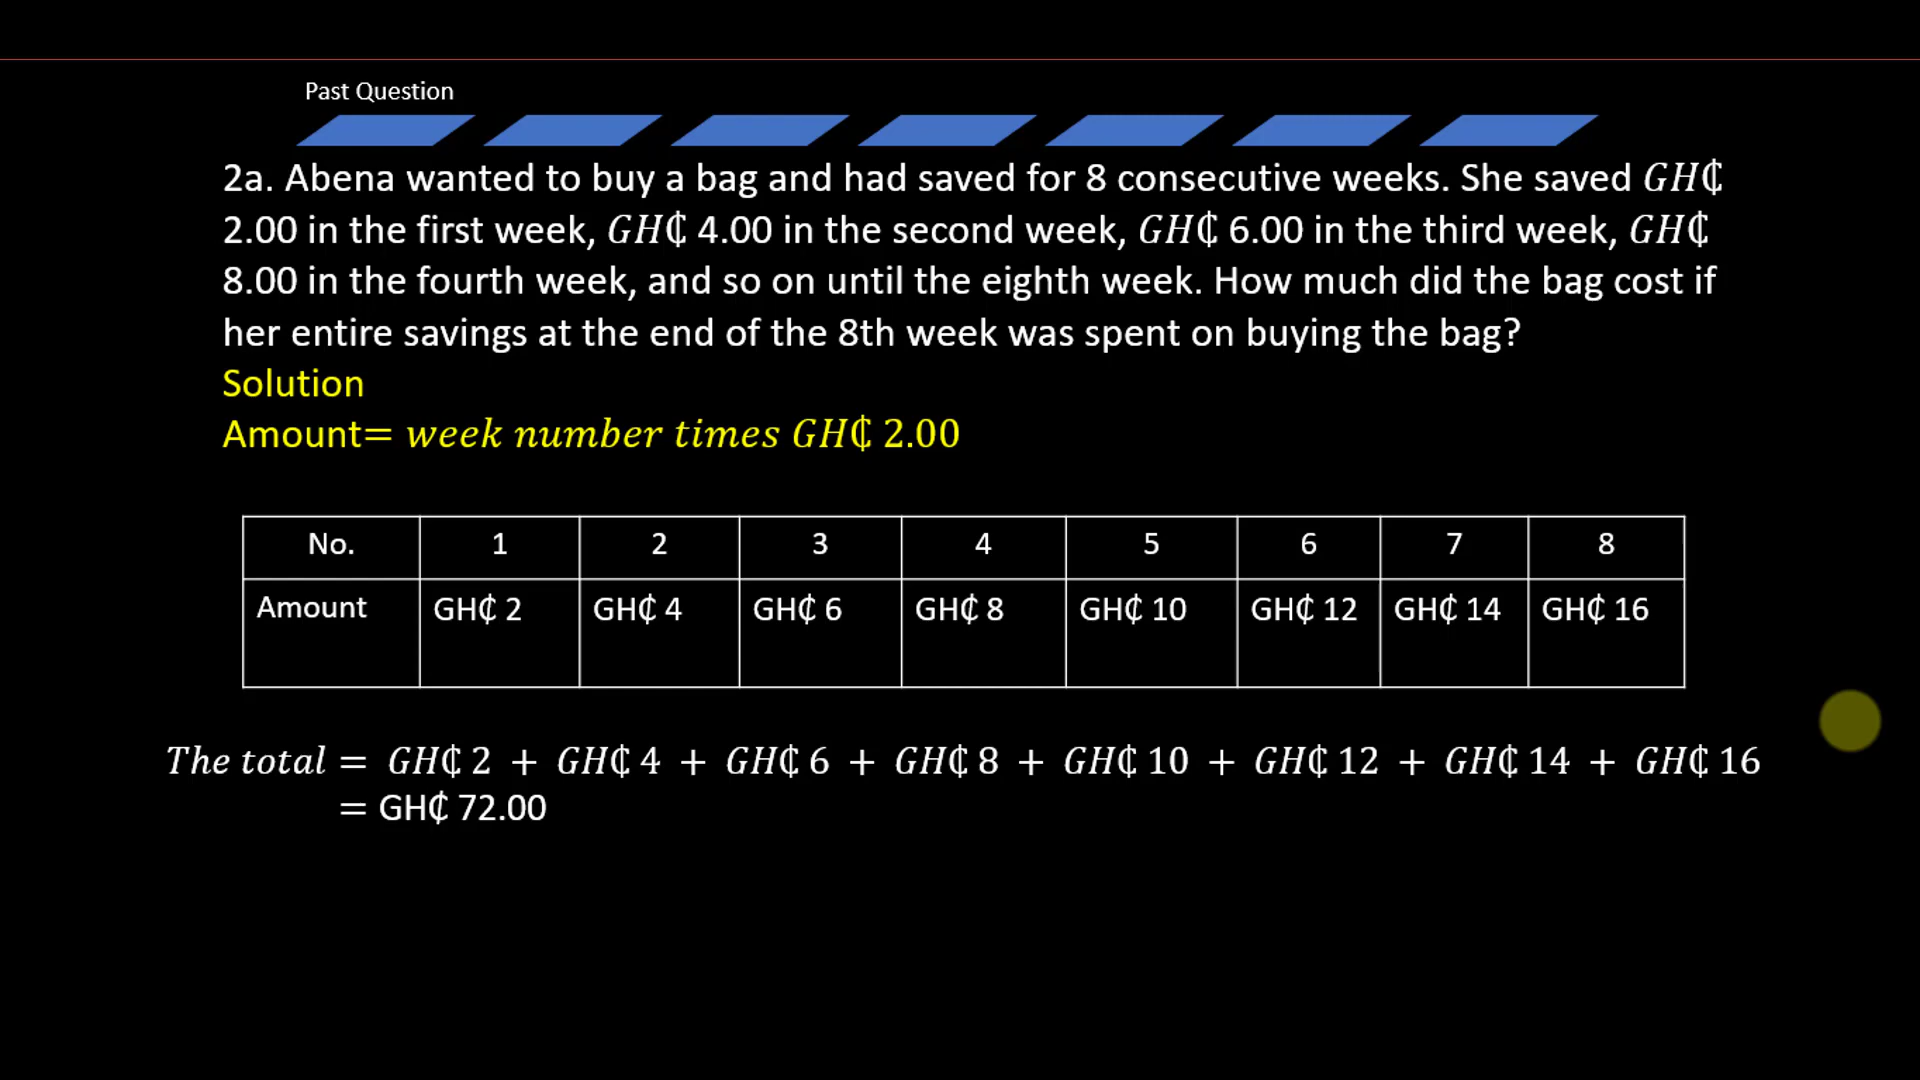 Past Question
2a. Abena wanted to buy a bag and had saved for 8 consecutive weeks. She saved GH₵
2.00 in the first week, GH₵ 4.00 in the second week, GH₵ 6.00 in the third week, GH₵
8.00 in the fourth week, and so on until the eighth week. How much did the bag cost if
her entire savings at the end of the 8th week was spent on buying the bag?
Solution
Amount= week number times GH₵ 2.00
No. 1 2 3 4 5 6 7 8
Amount GH₵ 2 GH₵ 4 GH₵ 6 GH₵ 8 GH₵ 10 GH₵ 12 GH₵ 14 GH₵ 16
The total = GH₵ 2 + GH₵ 4 + GH₵ 6 + GH₵ 8 + GH₵ 10 + GH₵ 12 + GH₵ 14 + GH₵ 16
= GH₵ 72.00